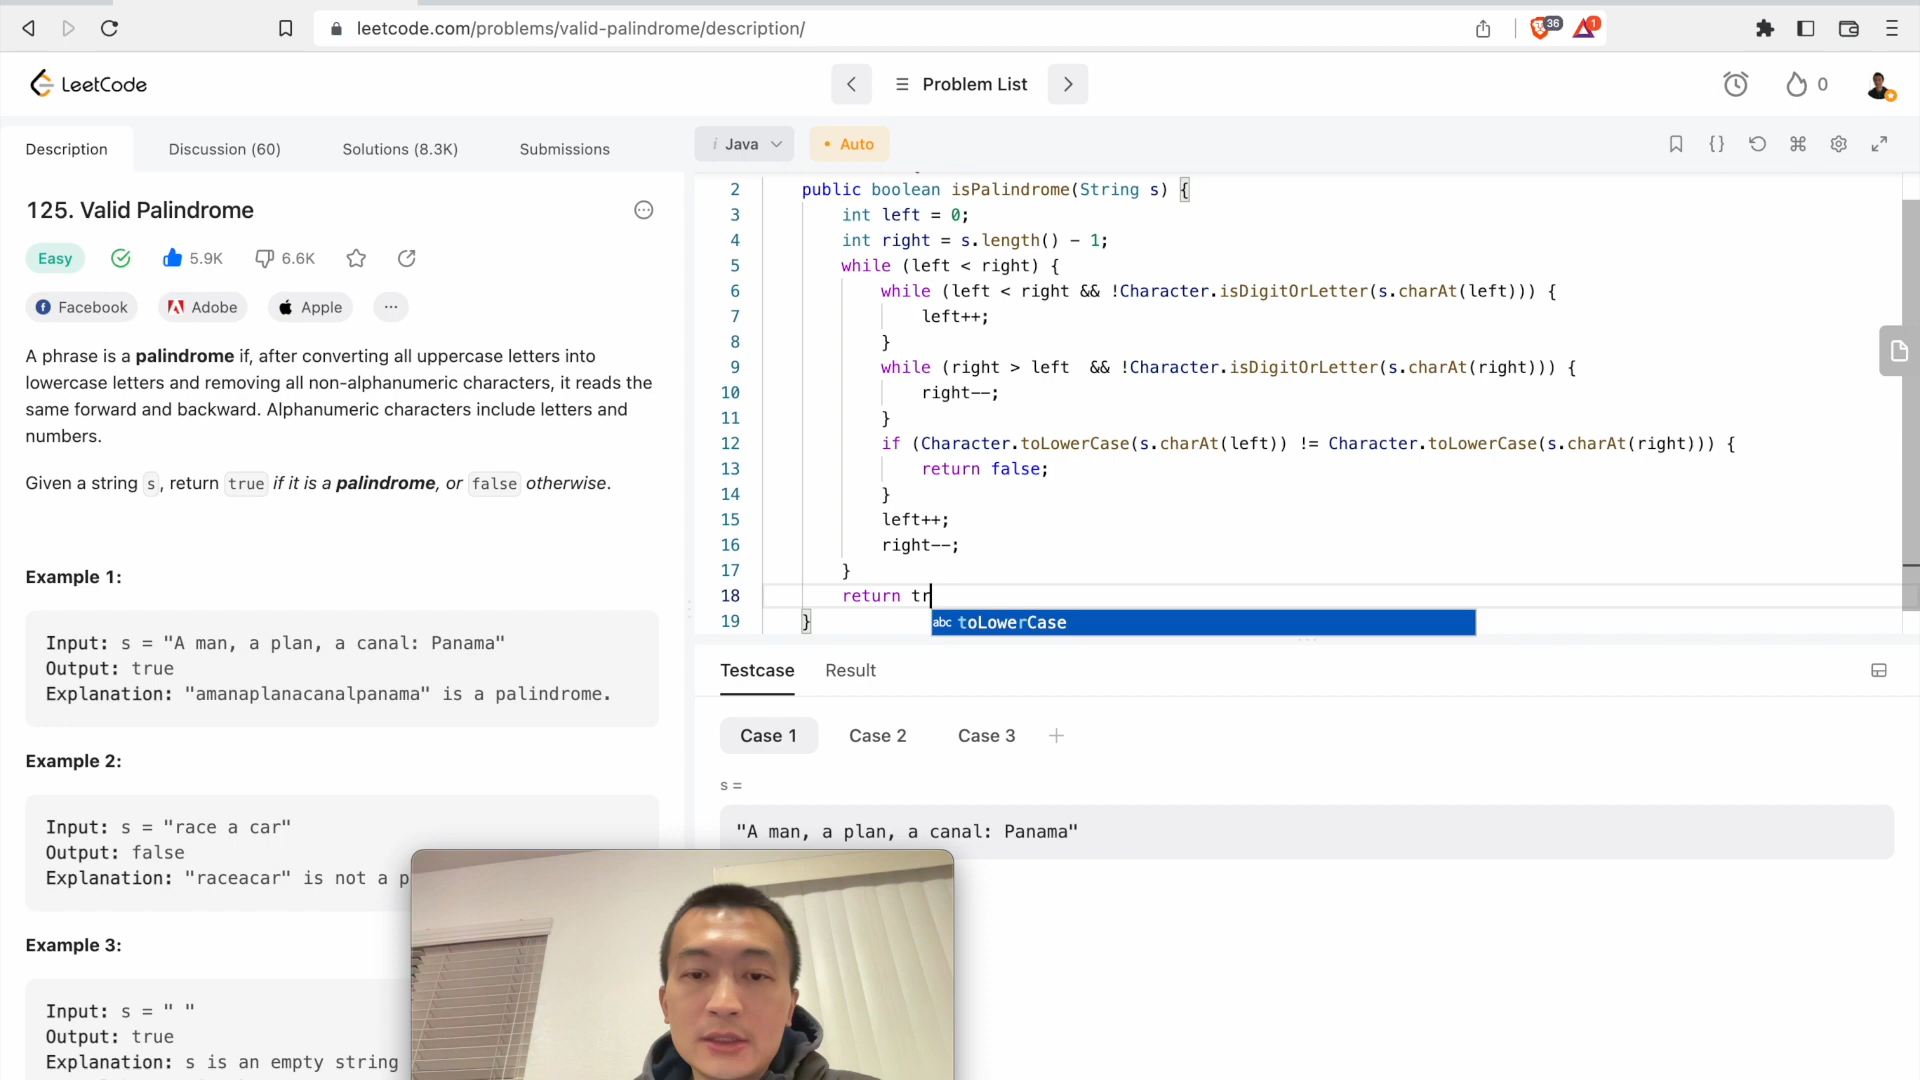 leetcode.com/problems/valid-palindrome/description/
36
1
LeetCode
Problem List
0
Description
Discussion (60)
Solutions (8.3K)
Submissions
125. Valid Palindrome
Easy
5.9K
6.6K
Facebook
Adobe
Apple
A phrase is a palindrome if, after converting all uppercase letters into
lowercase letters and removing all non-alphanumeric characters, it reads the
same forward and backward. Alphanumeric characters include letters and
numbers.
Given a string s, return true if it is a palindrome, or false otherwise.
Example 1:
Input: s = "A man, a plan, a canal: Panama"
Output: true
Explanation: "amanaplanacanalpanama" is a palindrome.
Example 2:
Input: s = "race a car"
Output: false
Explanation: "raceacar" is not a p
Example 3:
Input: s = " "
Output: true
Explanation: s is an empty string
i Java
• Auto
{}
2 public boolean isPalindrome(String s) {
3 int left = 0;
4 int right = s.length() - 1;
5 while (left < right) {
6 while (left < right && !Character.isDigitOrLetter(s.charAt(left))) {
7 left++;
8 }
9 while (right > left  && !Character.isDigitOrLetter(s.charAt(right))) {
10 right--;
11 }
12 if (Character.toLowerCase(s.charAt(left)) != Character.toLowerCase(s.charAt(right))) {
13 return false;
14 }
15 left++;
16 right--;
17 }
18 return tr
19 }
abc toLowerCase
Testcase
Result
Case 1
Case 2
Case 3
+
s =
"A man, a plan, a canal: Panama"